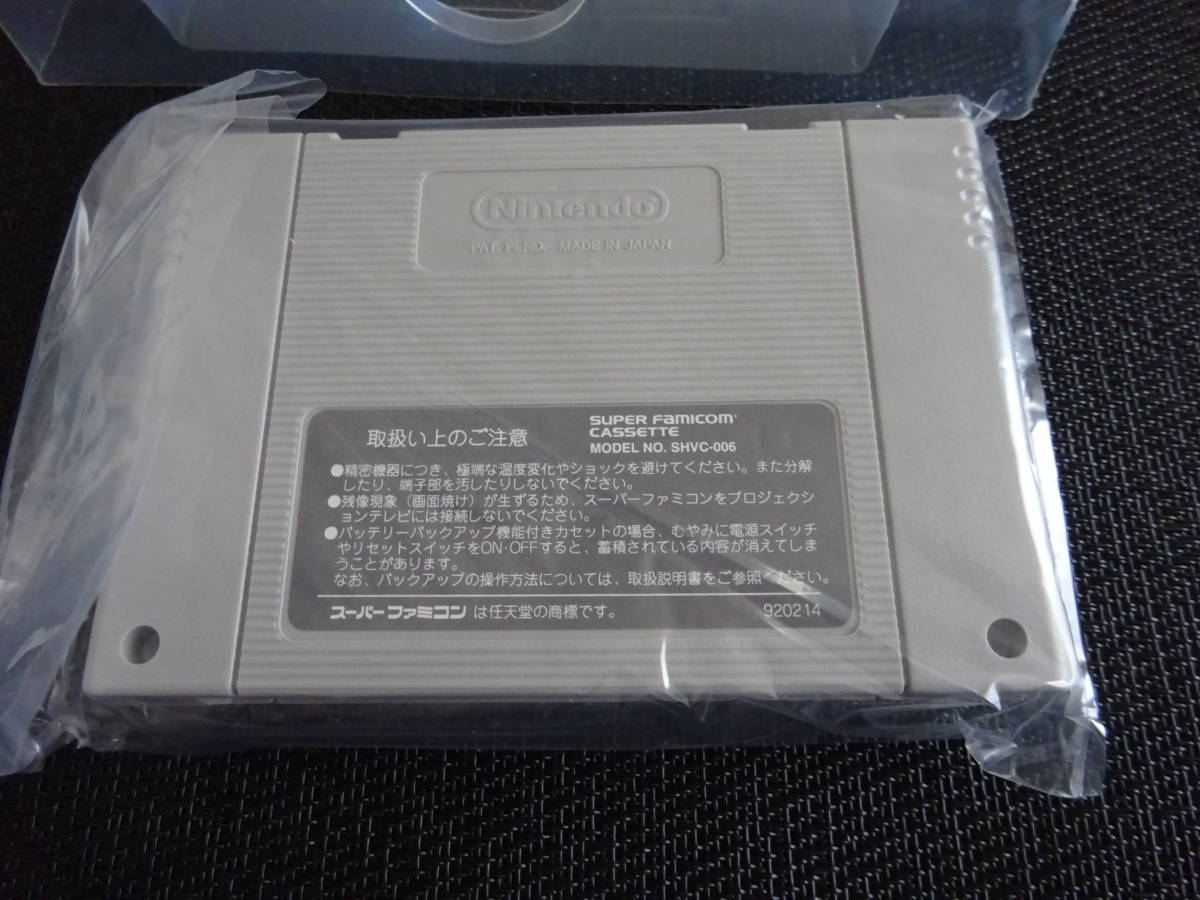 Nintendo
PAT. PEND. MADE IN JAPAN
取扱い上のご注意
SUPER FAMICOM
CASSETTE
MODEL NO. SHVC-006
●精密機器につき、極端な温度変化やショックを避けてください。また分解
したり、端子部を汚したりしないでください。
●残像現象（画面焼け）が生ずるため、スーパーファミコンをプロジェクシ
ョンテレビには接続しないでください。
●バッテリーバックアップ機能付きカセットの場合、むやみに電源スイッチ
やリセットスイッチをON・OFFすると、蓄積されている内容が消えてしま
うことがあります。
なお、バックアップの操作方法については、取扱説明書をご参照ください。
スーパーファミコン は任天堂の商標です。
920214